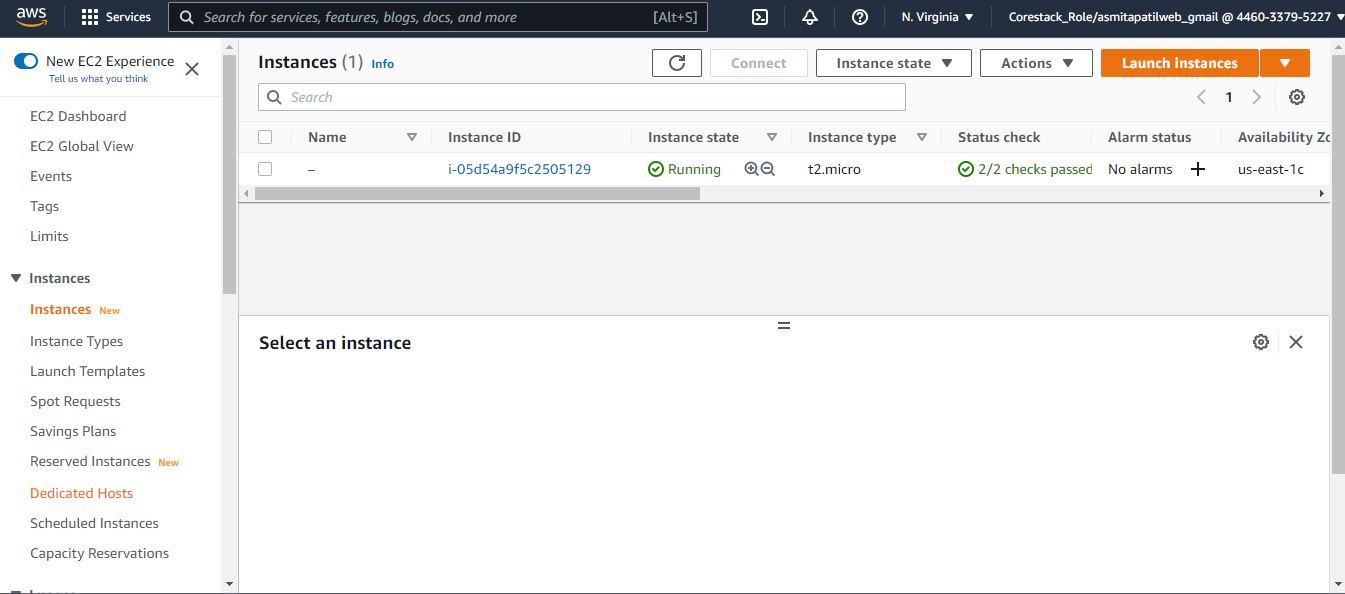 aws
Services
Search for services, features, blogs, docs, and more
[Alt+S]
N. Virginia
Corestack_Role/asmitapatilweb_gmail @ 4460-3379-5227
New EC2 Experience
Tell us what you think
EC2 Dashboard
EC2 Global View
Events
Tags
Limits
Instances
Instances New
Instance Types
Launch Templates
Spot Requests
Savings Plans
Reserved Instances New
Dedicated Hosts
Scheduled Instances
Capacity Reservations
Instances (1) Info
Connect
Instance state
Actions
Launch instances
Search
1
Name Instance ID Instance state Instance type Status check Alarm status Availability Zo
– i-05d54a9f5c2505129 Running t2.micro 2/2 checks passed No alarms + us-east-1c
Select an instance